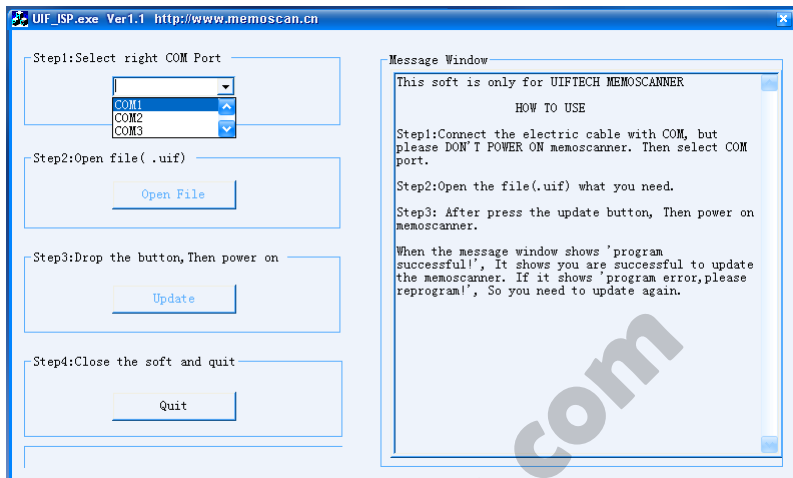 UIF_ISP.exe Ver1.1 http://www.memoscan.cn
Step1:Select right COM Port
COM1
COM2
COM3
Step2:Open file( .uif)
Open File
Step3:Drop the button,Then power on
Update
Step4:Close the soft and quit
Quit
Message Window
This soft is only for UIFTECH MEMOSCANNER
HOW TO USE
Step1:Connect the electric cable with COM, but
please DON'T POWER ON memoscanner. Then select COM
port.
Step2:Open the file(.uif) what you need.
Step3: After press the update button, Then power on
memoscanner.
When the message window shows 'program
successful!', It shows you are successful to update
the memoscanner. If it shows 'program error,please
reprogram!', So you need to update again.
com